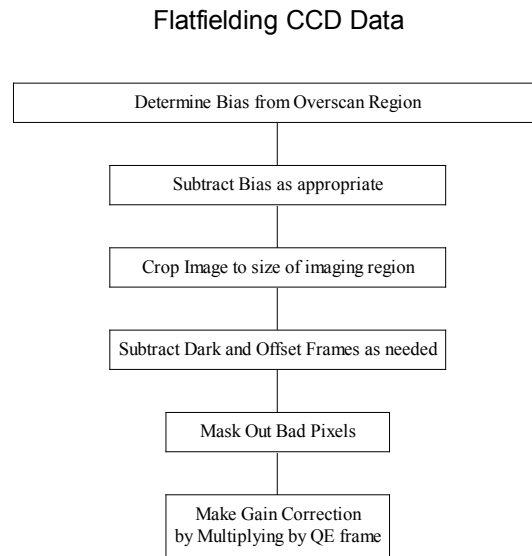 Flatfielding CCD Data
Determine Bias from Overscan Region
Subtract Bias as appropriate
Crop Image to size of imaging region
Subtract Dark and Offset Frames as needed
Mask Out Bad Pixels
Make Gain Correction
by Multiplying by QE frame